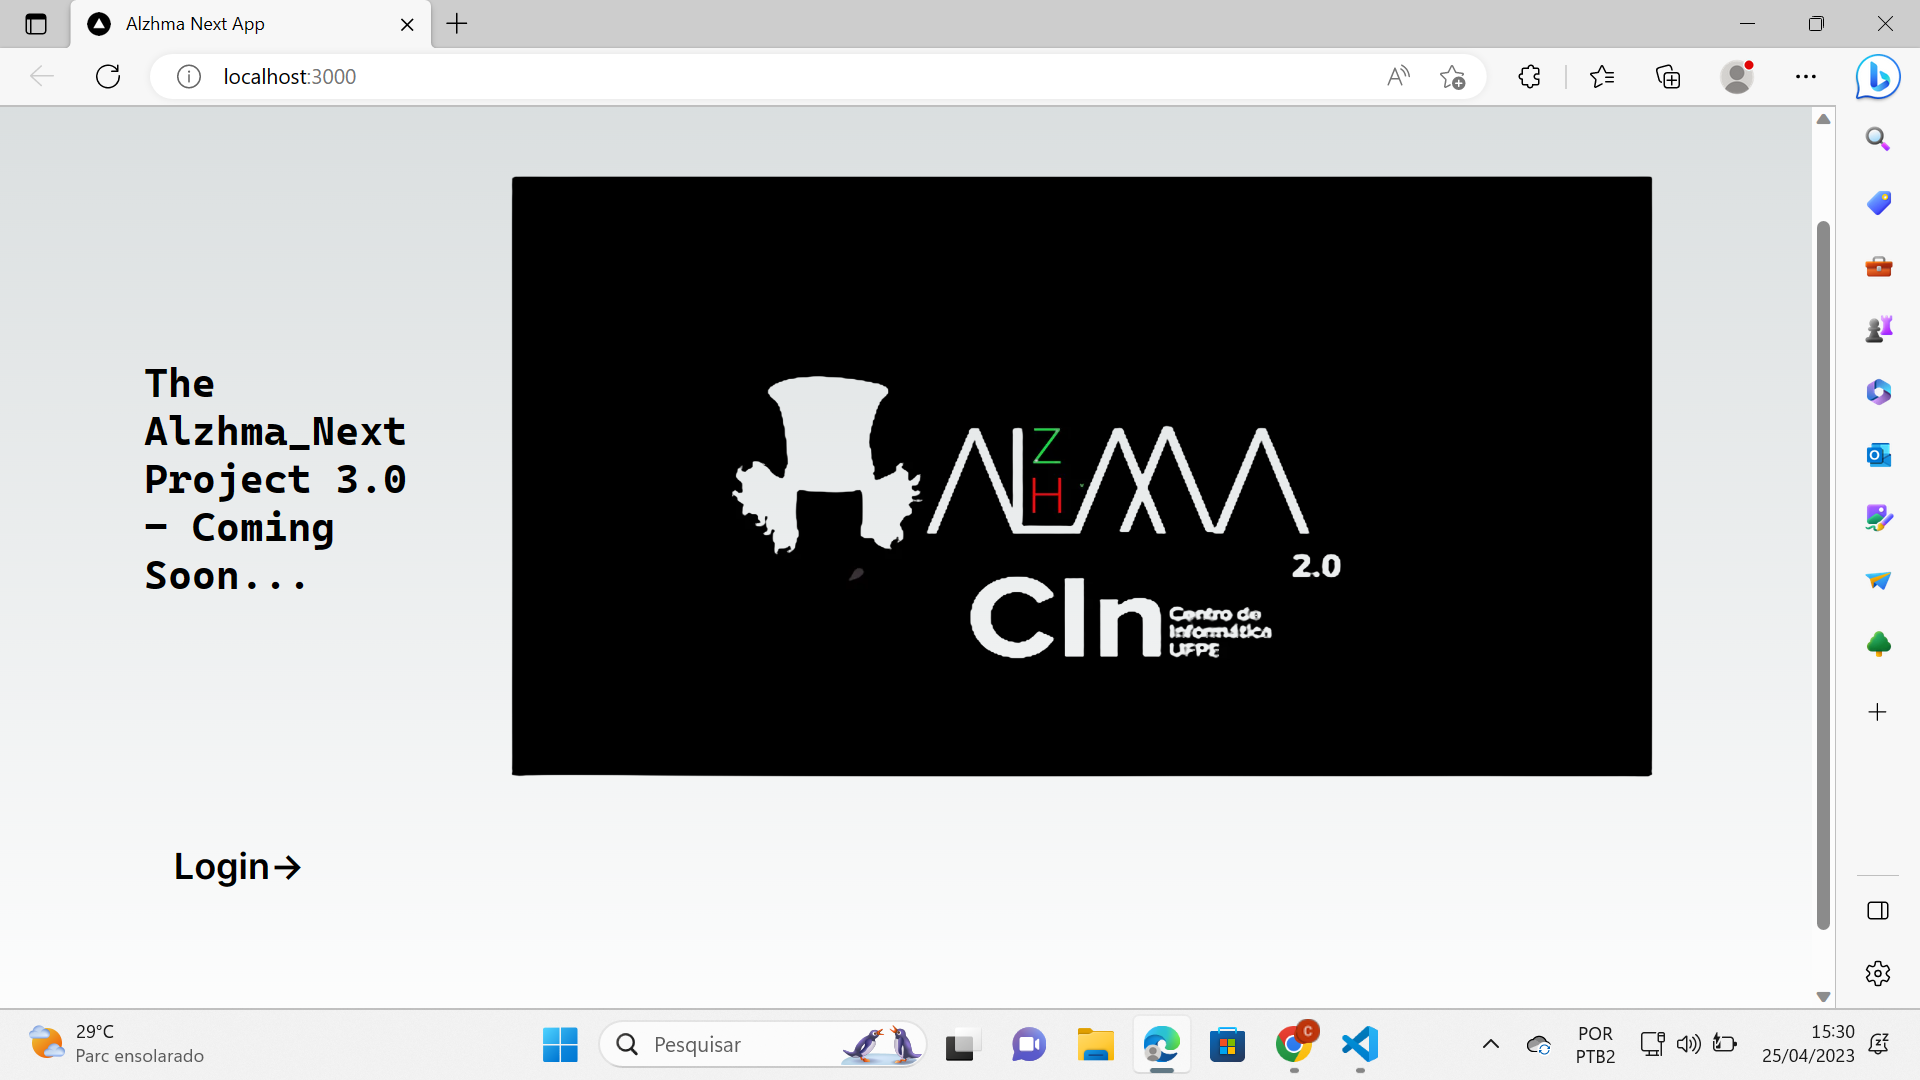 Alzhma Next App
localhost:3000
The
Alzhma_Next
Project 3.0
– Coming
Soon...
ALZHMA
2.0
CIn
Centro de
Informática
UFPE
Login→
29°C
Parc ensolarado
Pesquisar
C
POR
PTB2
15:30
25/04/2023